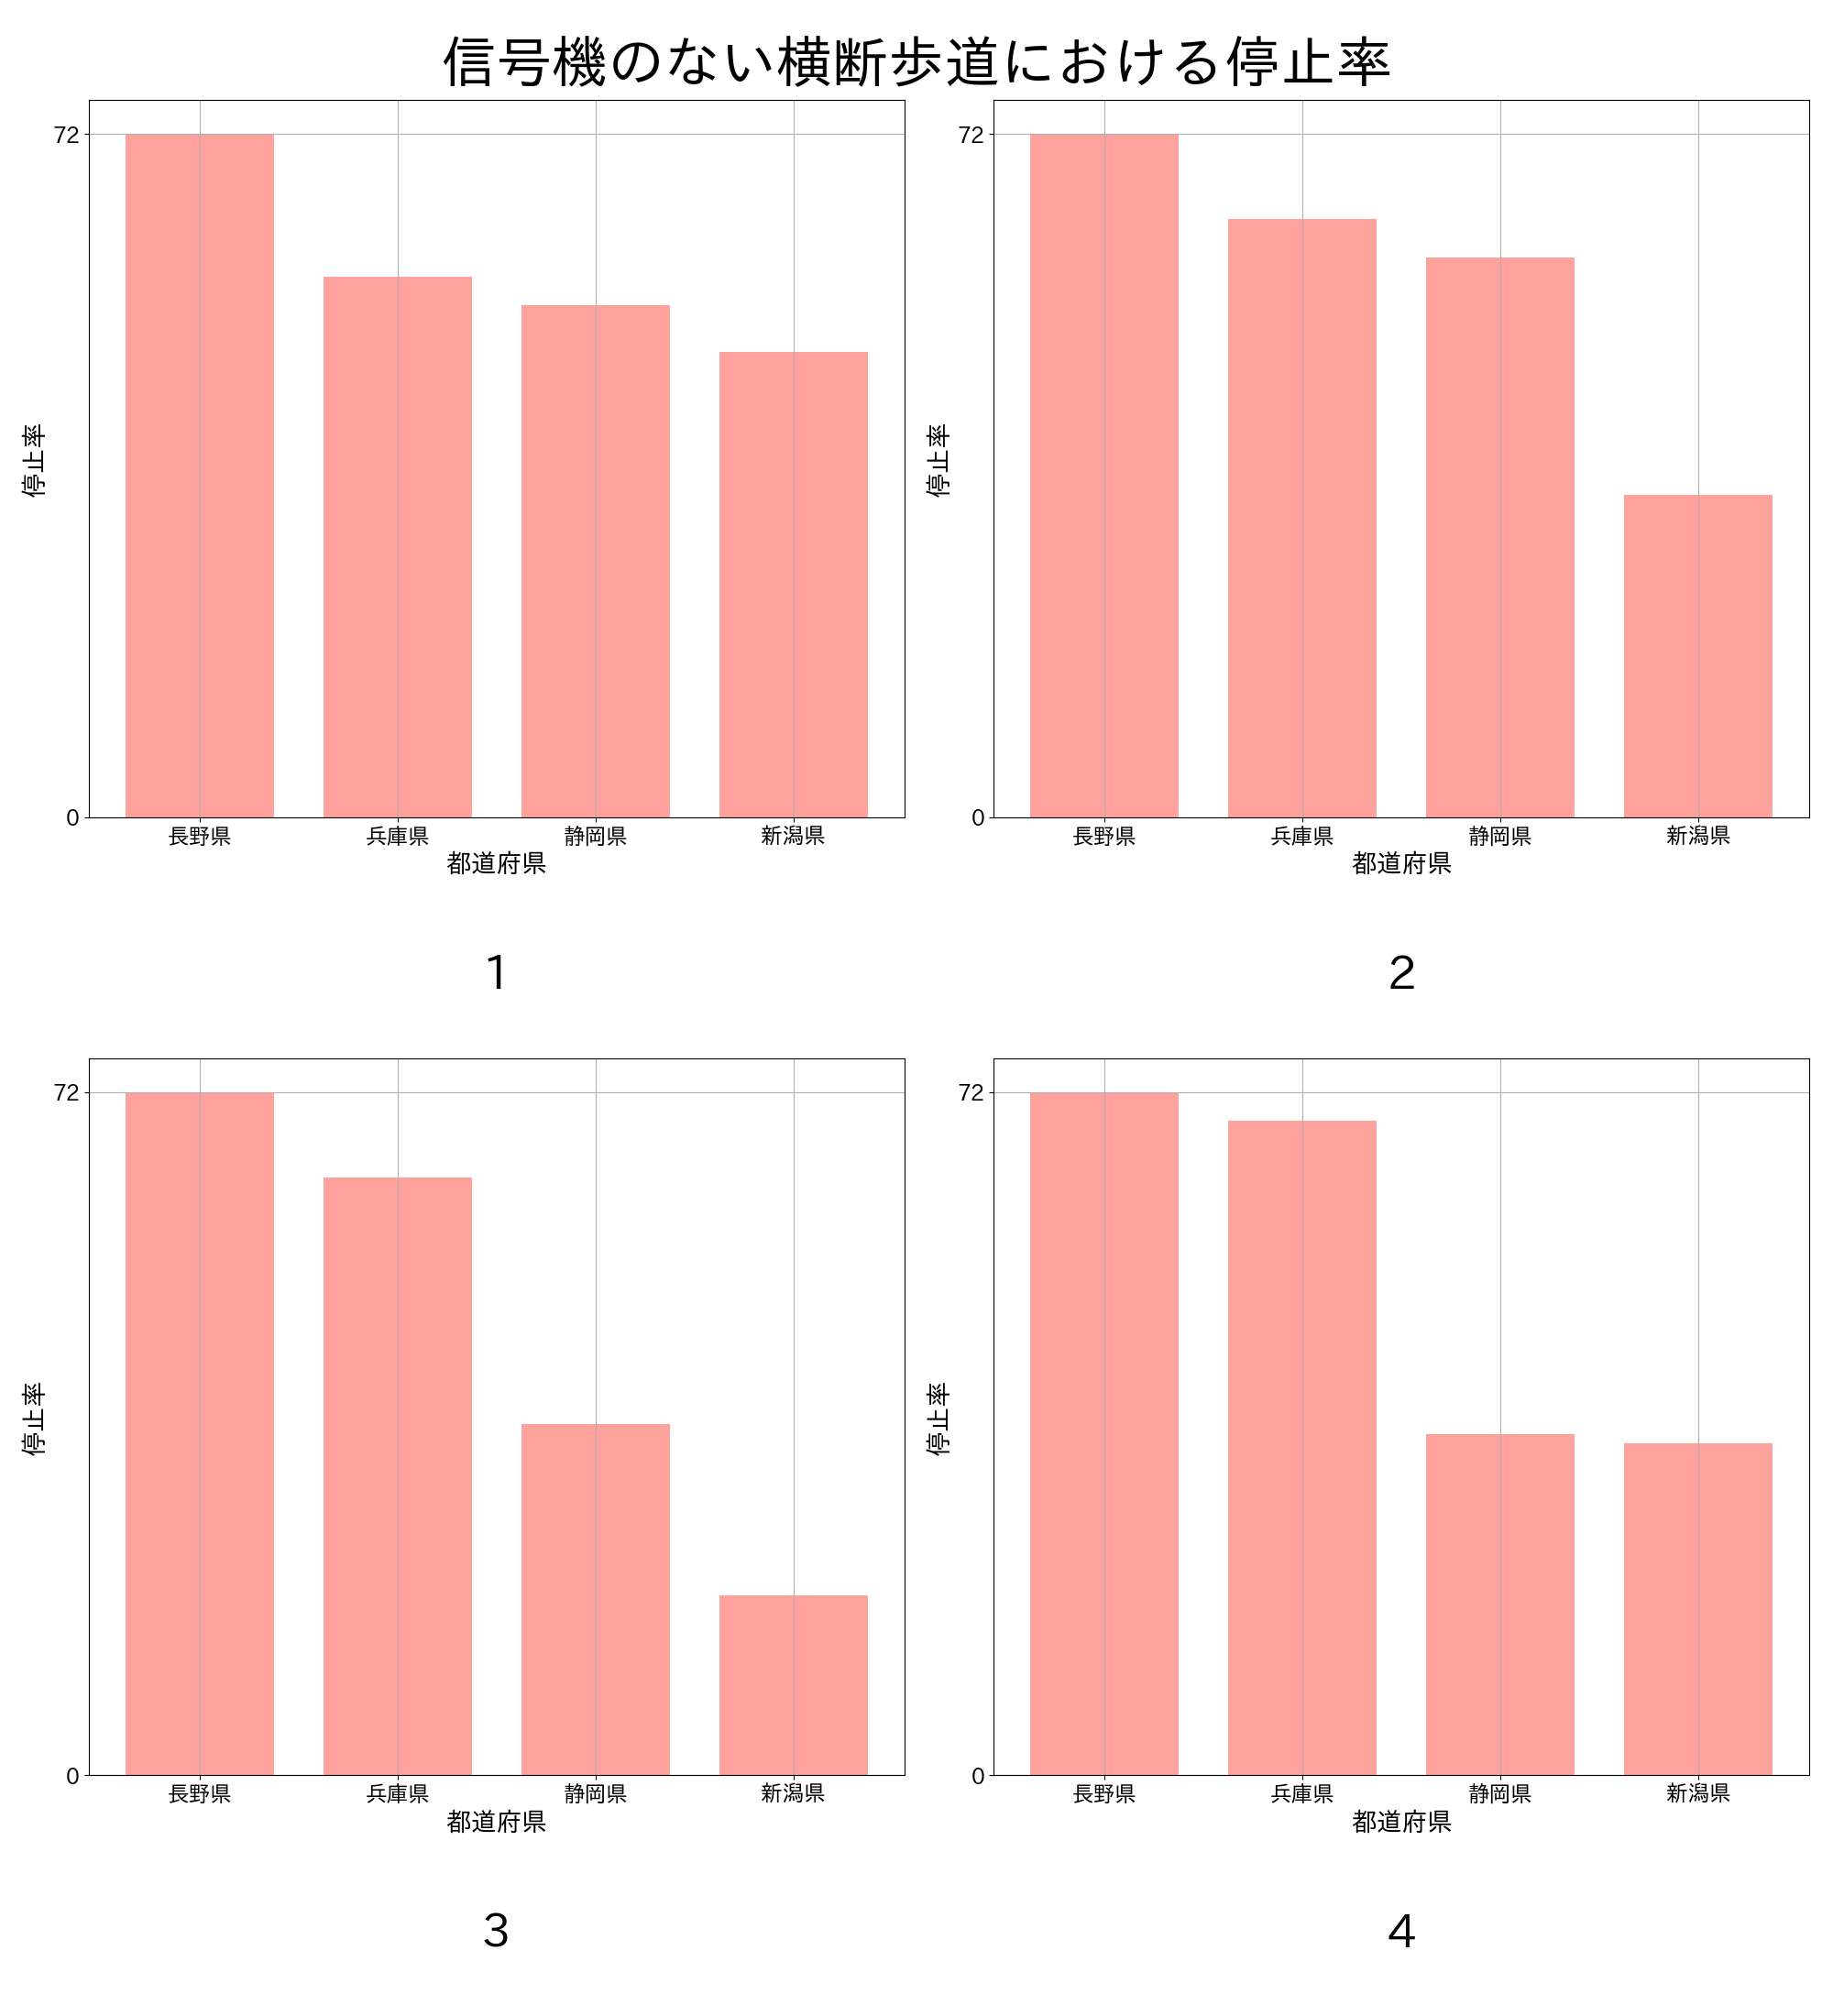 信号機のない横断歩道における停止率
72
0
停止率
長野県 兵庫県 静岡県 新潟県
都道府県
1
72
0
停止率
長野県 兵庫県 静岡県 新潟県
都道府県
2
72
0
停止率
長野県 兵庫県 静岡県 新潟県
都道府県
3
72
0
停止率
長野県 兵庫県 静岡県 新潟県
都道府県
4